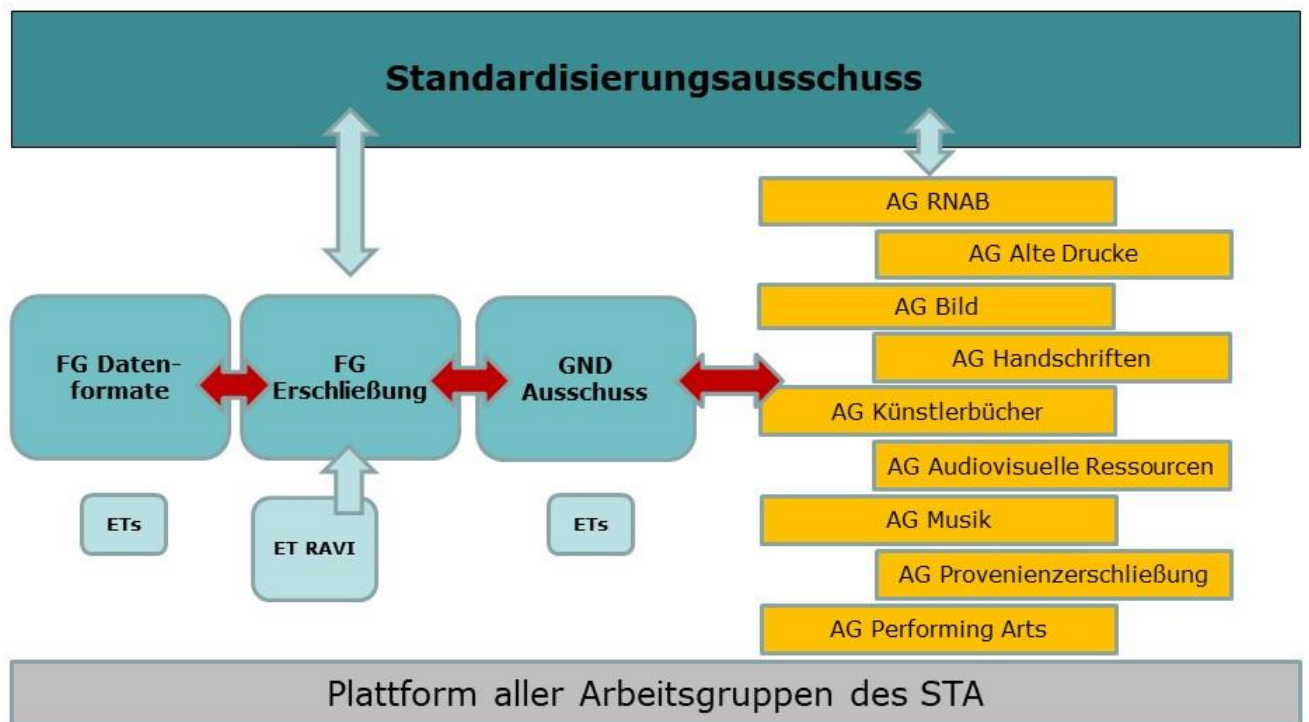 Standardisierungsausschuss
FG Daten-
formate
FG
Erschließung
GND
Ausschuss
ETs
ET RAVI
ETs
AG RNAB
AG Alte Drucke
AG Bild
AG Handschriften
AG Künstlerbücher
AG Audiovisuelle Ressourcen
AG Musik
AG Provenienzerschließung
AG Performing Arts
Plattform aller Arbeitsgruppen des STA